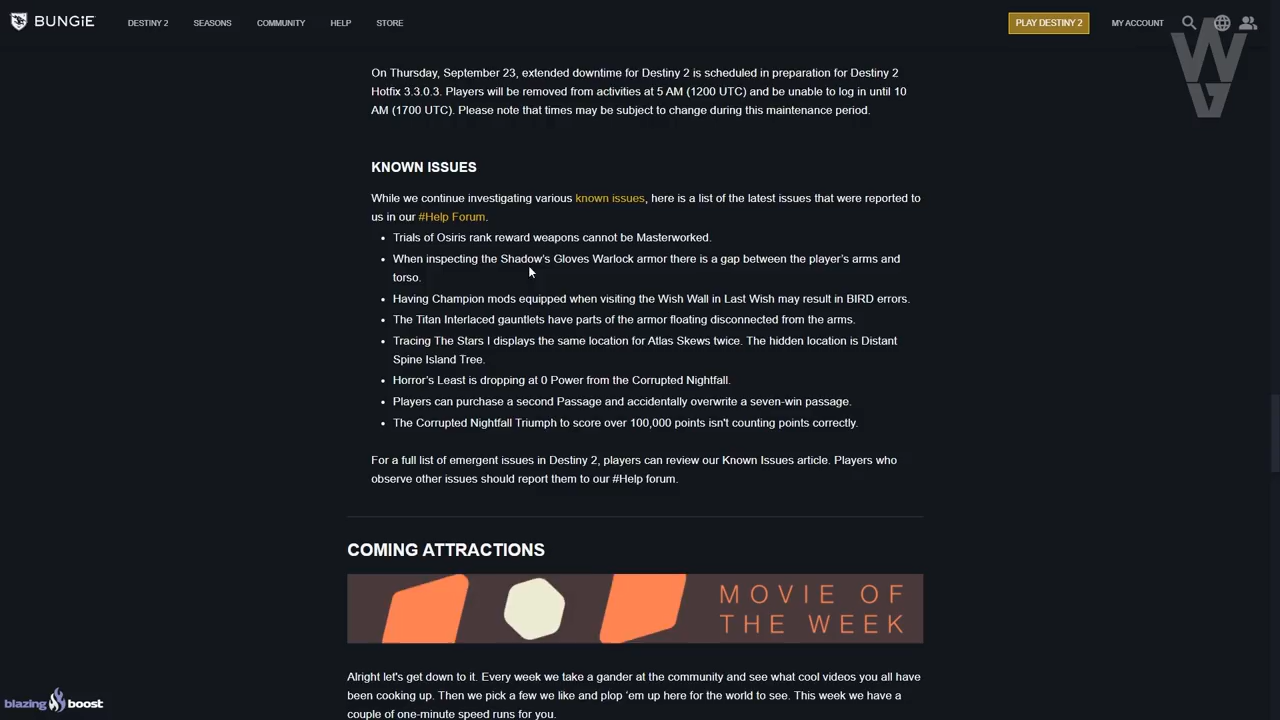 BUNGiE DESTINY 2 SEASONS COMMUNITY HELP STORE PLAY DESTINY 2 MY ACCOUNT
On Thursday, September 23, extended downtime for Destiny 2 is scheduled in preparation for Destiny 2
Hotfix 3.3.0.3. Players will be removed from activities at 5 AM (1200 UTC) and be unable to log in until 10
AM (1700 UTC). Please note that times may be subject to change during this maintenance period.
KNOWN ISSUES
While we continue investigating various known issues, here is a list of the latest issues that were reported to
us in our #Help Forum.
• Trials of Osiris rank reward weapons cannot be Masterworked.
• When inspecting the Shadow's Gloves Warlock armor there is a gap between the player's arms and
torso.
• Having Champion mods equipped when visiting the Wish Wall in Last Wish may result in BIRD errors.
• The Titan Interlaced gauntlets have parts of the armor floating disconnected from the arms.
• Tracing The Stars I displays the same location for Atlas Skews twice. The hidden location is Distant
Spine Island Tree.
• Horror's Least is dropping at 0 Power from the Corrupted Nightfall.
• Players can purchase a second Passage and accidentally overwrite a seven-win passage.
• The Corrupted Nightfall Triumph to score over 100,000 points isn't counting points correctly.
For a full list of emergent issues in Destiny 2, players can review our Known Issues article. Players who
observe other issues should report them to our #Help forum.
COMING ATTRACTIONS
MOVIE OF
THE WEEK
Alright let's get down to it. Every week we take a gander at the community and see what cool videos you all have
been cooking up. Then we pick a few we like and plop 'em up here for the world to see. This week we have a
couple of one-minute speed runs for you.
blazing boost